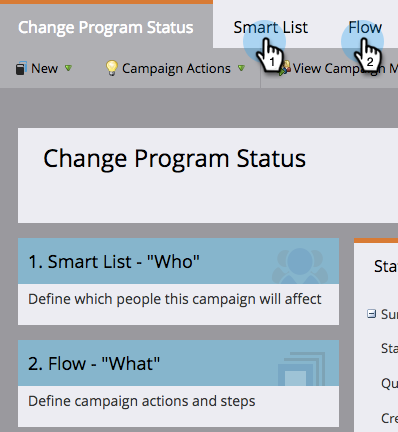 Change Program Status Smart List Flow
1 2
New Campaign Actions View Campaign M
Change Program Status
1. Smart List - "Who"
Define which people this campaign will affect
2. Flow - "What"
Define campaign actions and steps
Sta
Sur
Sta
Qu
Cre